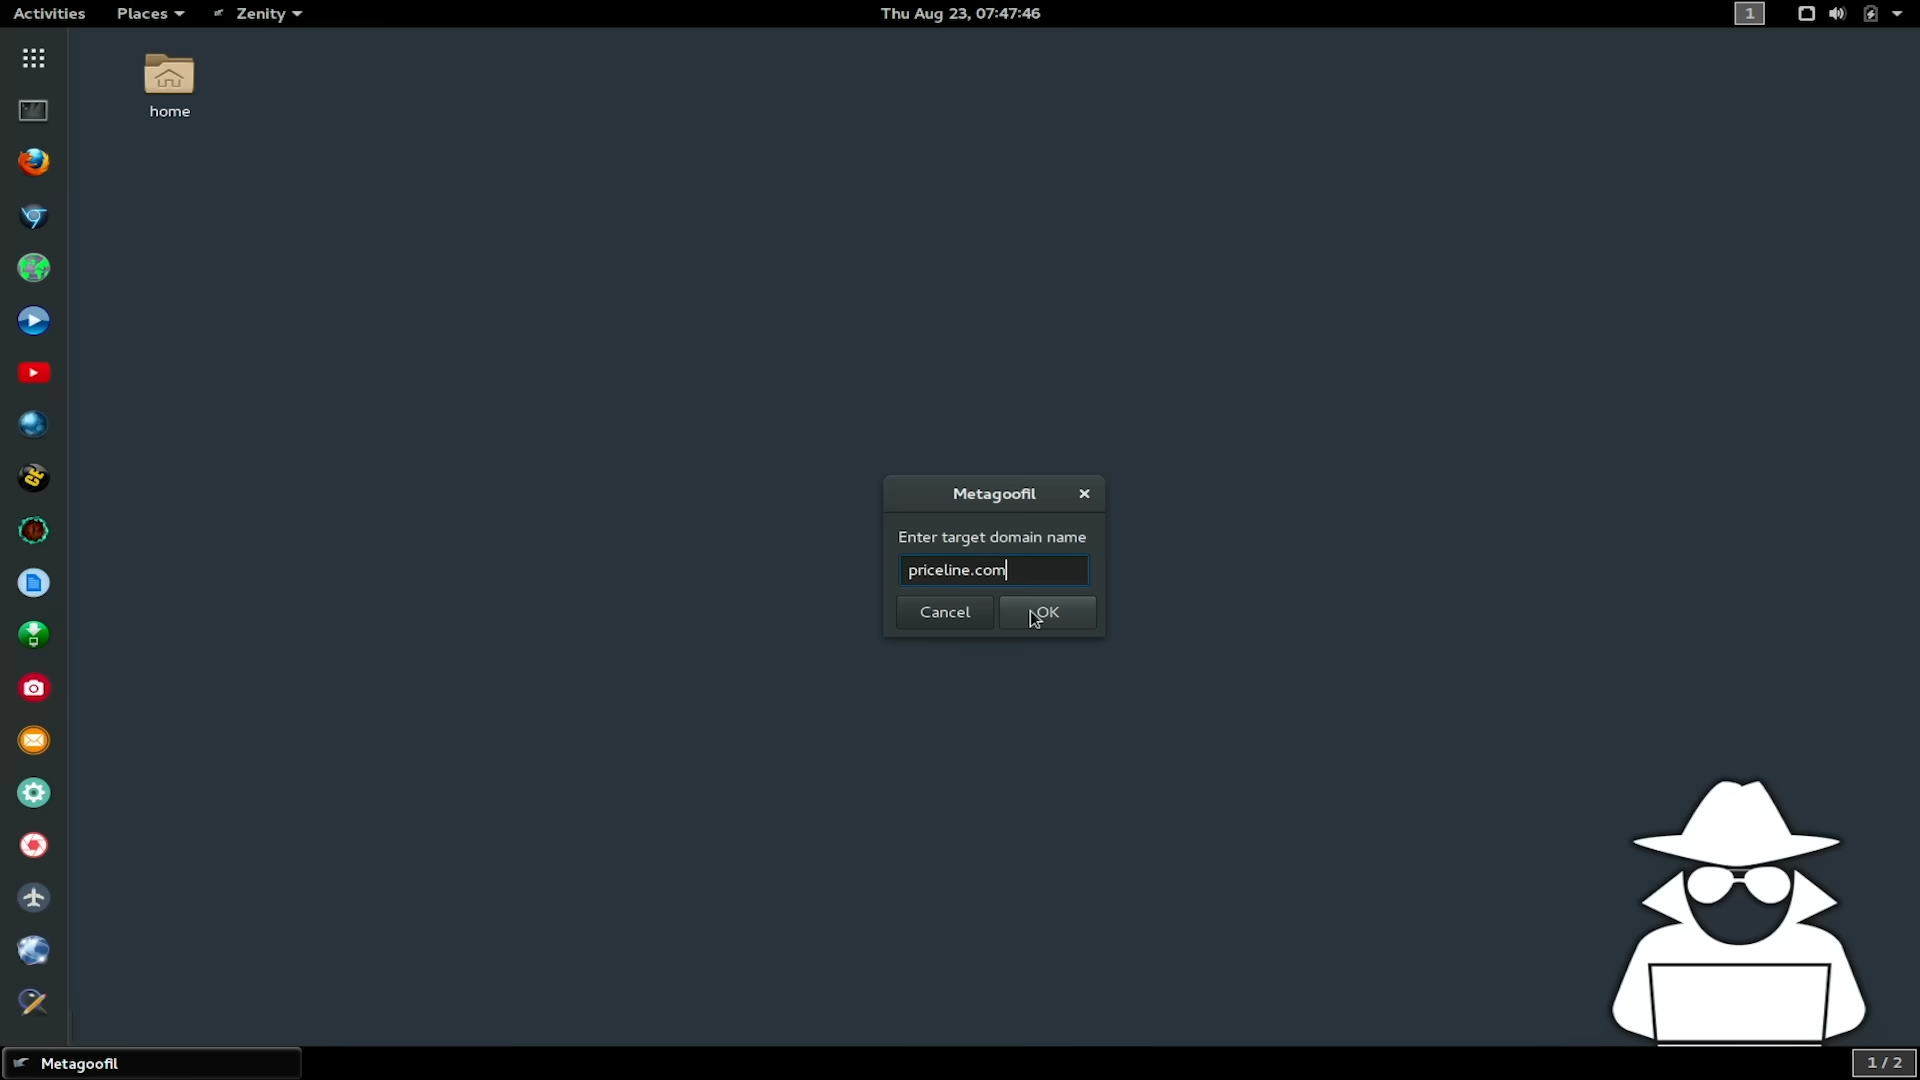 Activities Places Zenity Thu Aug 23, 07:47:46 1
home
Metagoofil
Enter target domain name
priceline.com
Cancel OK
Metagoofil 1 / 2